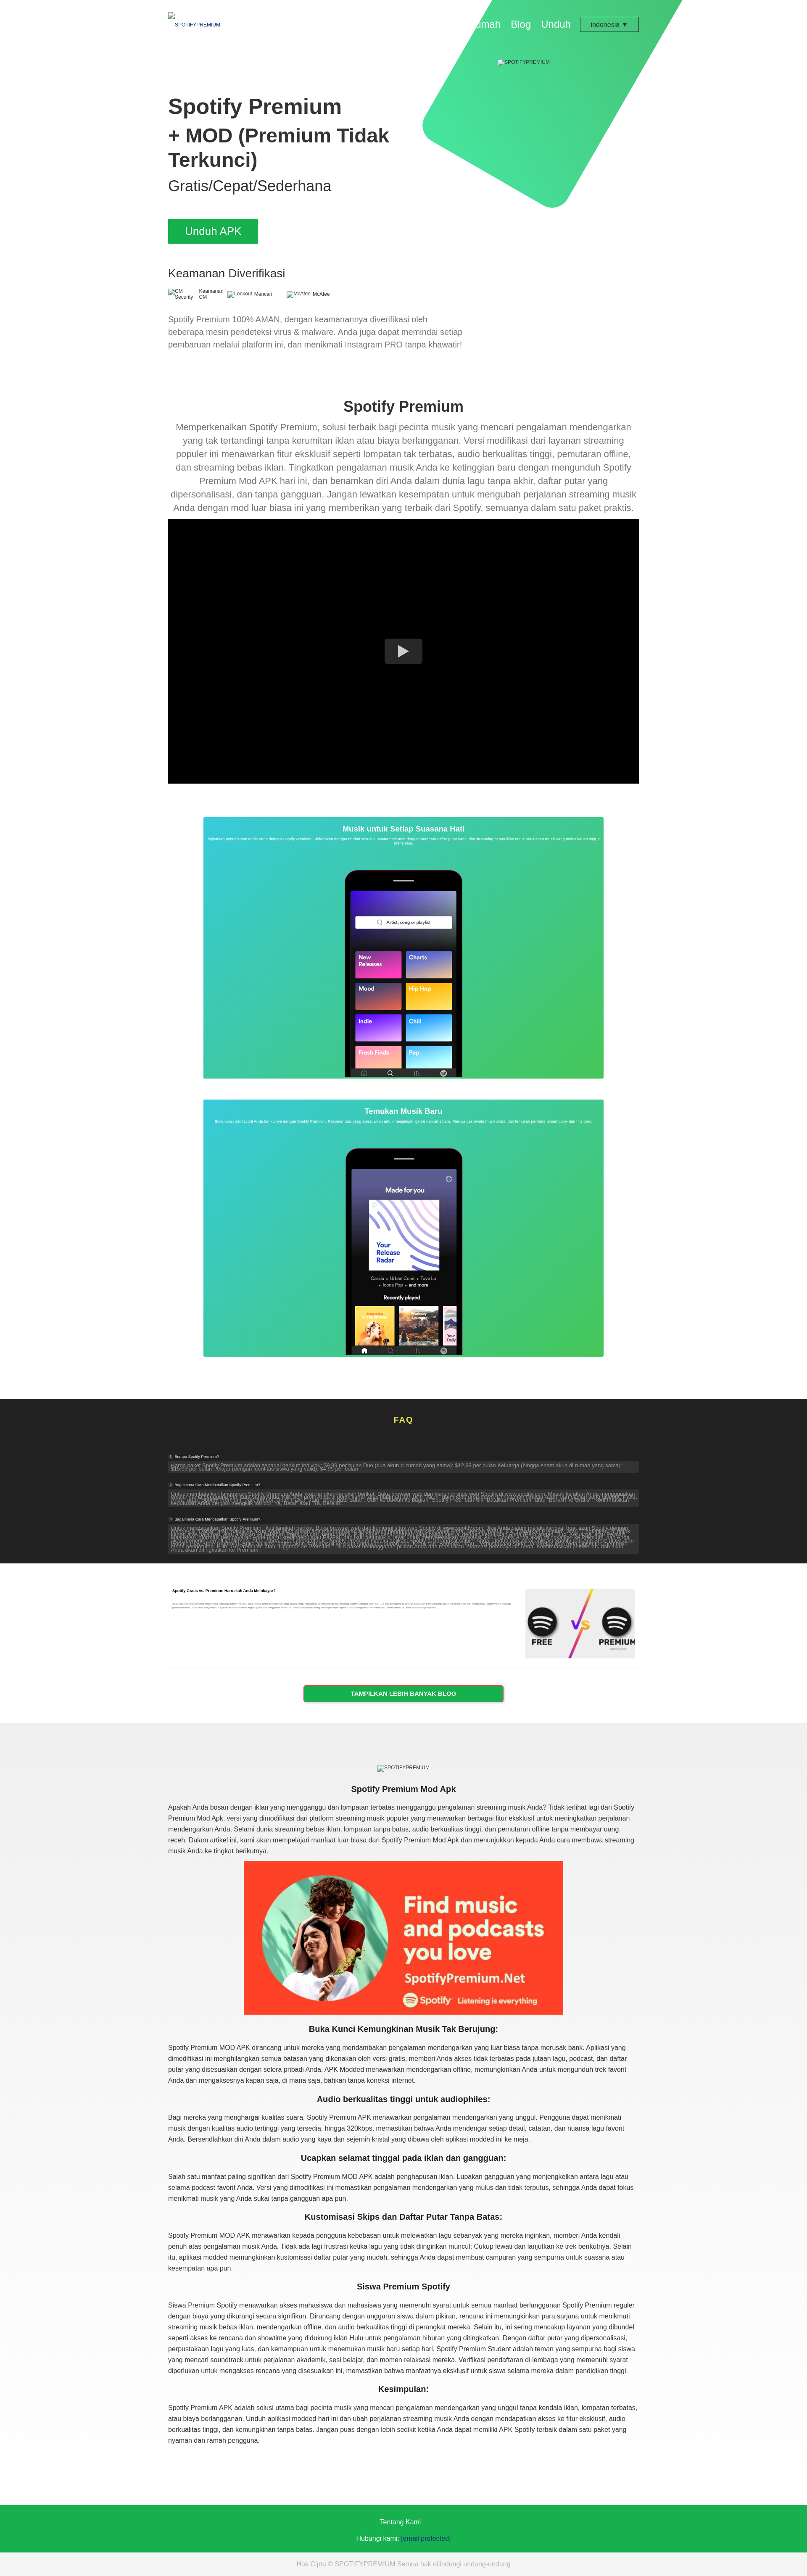 SPOTIFYPREMIUM
Blog
Unduh
indonesia ▼
SPOTIFYPREMIUM
Spotify Premium
+ MOD (Premium Tidak
Terkunci)
Gratis/Cepat/Sederhana
Unduh APK
Keamanan Diverifikasi
CM Security
Keamanan CM
Lookout
Mencari
McAfee
McAfee
Spotify Premium 100% AMAN, dengan keamanannya diverifikasi oleh
beberapa mesin pendeteksi virus & malware. Anda juga dapat memindai setiap
pembaruan melalui platform ini, dan menikmati Instagram PRO tanpa khawatir!
Spotify Premium
Memperkenalkan Spotify Premium, solusi terbaik bagi pecinta musik yang mencari pengalaman mendengarkan
yang tak tertandingi tanpa kerumitan iklan atau biaya berlangganan. Versi modifikasi dari layanan streaming
populer ini menawarkan fitur eksklusif seperti lompatan tak terbatas, audio berkualitas tinggi, pemutaran offline,
dan streaming bebas iklan. Tingkatkan pengalaman musik Anda ke ketinggian baru dengan mengunduh Spotify
Premium Mod APK hari ini, dan benamkan diri Anda dalam dunia lagu tanpa akhir, daftar putar yang
dipersonalisasi, dan tanpa gangguan. Jangan lewatkan kesempatan untuk mengubah perjalanan streaming musik
Anda dengan mod luar biasa ini yang memberikan yang terbaik dari Spotify, semuanya dalam satu paket praktis.
Musik untuk Setiap Suasana Hati
Artist, song or playlist
New Releases
Charts
Mood
Hip Hop
Indie
Chill
Fresh Finds
Pop
Temukan Musik Baru
Made for you
Your
Release
Radar
Cassia • Urban Cone • Tove Lo
• Icona Pop • and more
Recently played
FAQ
Berapa Spotify Premium?
Bagaimana Cara Membatalkan Spotify Premium?
Bagaimana Cara Mendapatkan Spotify Premium?
Spotify Gratis vs. Premium: Haruskah Anda Membayar?
FREE
VS
PREMIUM
TAMPILKAN LEBIH BANYAK BLOG
SPOTIFYPREMIUM
Spotify Premium Mod Apk
Apakah Anda bosan dengan iklan yang mengganggu dan lompatan terbatas mengganggu pengalaman streaming musik Anda? Tidak terlihat lagi dari Spotify
Premium Mod Apk, versi yang dimodifikasi dari platform streaming musik populer yang menawarkan berbagai fitur eksklusif untuk meningkatkan perjalanan
mendengarkan Anda. Selami dunia streaming bebas iklan, lompatan tanpa batas, audio berkualitas tinggi, dan pemutaran offline tanpa membayar uang
receh. Dalam artikel ini, kami akan mempelajari manfaat luar biasa dari Spotify Premium Mod Apk dan menunjukkan kepada Anda cara membawa streaming
musik Anda ke tingkat berikutnya.
Find music
and podcasts
you love
SpotifyPremium.Net
Spotify
Listening is everything
Buka Kunci Kemungkinan Musik Tak Berujung:
Spotify Premium MOD APK dirancang untuk mereka yang mendambakan pengalaman mendengarkan yang luar biasa tanpa merusak bank. Aplikasi yang
dimodifikasi ini menghilangkan semua batasan yang dikenakan oleh versi gratis, memberi Anda akses tidak terbatas pada jutaan lagu, podcast, dan daftar
putar yang disesuaikan dengan selera pribadi Anda. APK Modded menawarkan mendengarkan offline, memungkinkan Anda untuk mengunduh trek favorit
Anda dan mengaksesnya kapan saja, di mana saja, bahkan tanpa koneksi internet.
Audio berkualitas tinggi untuk audiophiles:
Bagi mereka yang menghargai kualitas suara, Spotify Premium APK menawarkan pengalaman mendengarkan yang unggul. Pengguna dapat menikmati
musik dengan kualitas audio tertinggi yang tersedia, hingga 320kbps, memastikan bahwa Anda mendengar setiap detail, catatan, dan nuansa lagu favorit
Anda. Bersendlahkan diri Anda dalam audio yang kaya dan sejernih kristal yang dibawa oleh aplikasi modded ini ke meja.
Ucapkan selamat tinggal pada iklan dan gangguan:
Salah satu manfaat paling signifikan dari Spotify Premium MOD APK adalah penghapusan iklan. Lupakan gangguan yang menjengkelkan antara lagu atau
selama podcast favorit Anda. Versi yang dimodifikasi ini memastikan pengalaman mendengarkan yang mulus dan tidak terputus, sehingga Anda dapat fokus
menikmati musik yang Anda sukai tanpa gangguan apa pun.
Kustomisasi Skips dan Daftar Putar Tanpa Batas:
Spotify Premium MOD APK menawarkan kepada pengguna kebebasan untuk melewatkan lagu sebanyak yang mereka inginkan, memberi Anda kendali
penuh atas pengalaman musik Anda. Tidak ada lagi frustrasi ketika lagu yang tidak diinginkan muncul; Cukup lewati dan lanjutkan ke trek berikutnya. Selain
itu, aplikasi modded memungkinkan kustomisasi daftar putar yang mudah, sehingga Anda dapat membuat campuran yang sempurna untuk suasana atau
kesempatan apa pun.
Siswa Premium Spotify
Siswa Premium Spotify menawarkan akses mahasiswa dan mahasiswa yang memenuhi syarat untuk semua manfaat berlangganan Spotify Premium reguler
dengan biaya yang dikurangi secara signifikan. Dirancang dengan anggaran siswa dalam pikiran, rencana ini memungkinkan para sarjana untuk menikmati
streaming musik bebas iklan, mendengarkan offline, dan audio berkualitas tinggi di perangkat mereka. Selain itu, ini sering mencakup layanan yang dibundel
seperti akses ke rencana dan showtime yang didukung iklan Hulu untuk pengalaman hiburan yang ditingkatkan. Dengan daftar putar yang dipersonalisasi,
perpustakaan lagu yang luas, dan kemampuan untuk menemukan musik baru setiap hari, Spotify Premium Student adalah teman yang sempurna bagi siswa
yang mencari soundtrack untuk perjalanan akademik, sesi belajar, dan momen relaksasi mereka. Verifikasi pendaftaran di lembaga yang memenuhi syarat
diperlukan untuk mengakses rencana yang disesuaikan ini, memastikan bahwa manfaatnya eksklusif untuk siswa selama mereka dalam pendidikan tinggi.
Kesimpulan:
Spotify Premium APK adalah solusi utama bagi pecinta musik yang mencari pengalaman mendengarkan yang unggul tanpa kendala iklan, lompatan terbatas,
atau biaya berlangganan. Unduh aplikasi modded hari ini dan ubah perjalanan streaming musik Anda dengan mendapatkan akses ke fitur eksklusif, audio
berkualitas tinggi, dan kemungkinan tanpa batas. Jangan puas dengan lebih sedikit ketika Anda dapat memiliki APK Spotify terbaik dalam satu paket yang
nyaman dan ramah pengguna.
Tentang Kami
Hubungi kami: [email protected]
Hak Cipta © SPOTIFYPREMIUM Semua hak dilindungi undang-undang